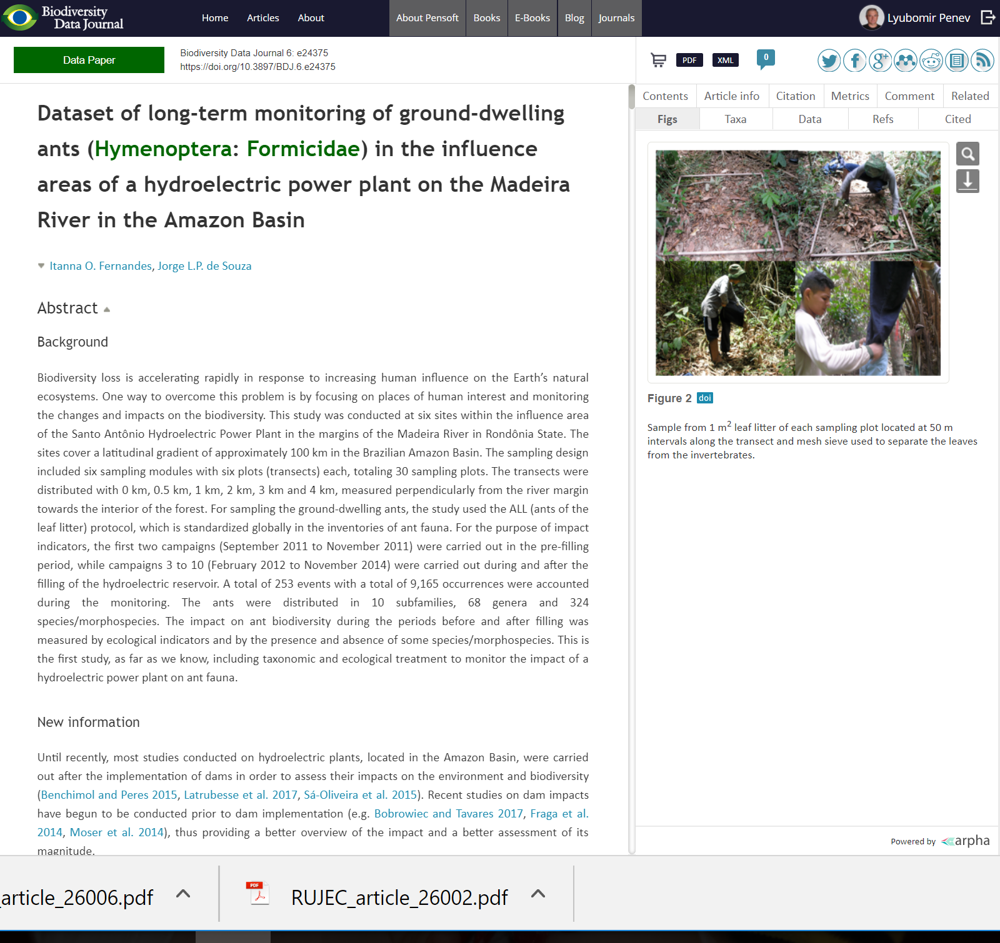 Biodiversity
Data Journal
Home Articles About About Pensoft Books E-Books Blog Journals Lyubomir Penev
Data Paper
Biodiversity Data Journal 6: e24375
https://doi.org/10.3897/BDJ.6.e24375
PDF XML 0
Dataset of long-term monitoring of ground-dwelling
ants (Hymenoptera: Formicidae) in the influence
areas of a hydroelectric power plant on the Madeira
River in the Amazon Basin
Itanna O. Fernandes, Jorge L.P. de Souza
Abstract
Background
Biodiversity loss is accelerating rapidly in response to increasing human influence on the Earth’s natural
ecosystems. One way to overcome this problem is by focusing on places of human interest and monitoring
the changes and impacts on the biodiversity. This study was conducted at six sites within the influence area
of the Santo Antônio Hydroelectric Power Plant in the margins of the Madeira River in Rondônia State. The
sites cover a latitudinal gradient of approximately 100 km in the Brazilian Amazon Basin. The sampling design
included six sampling modules with six plots (transects) each, totaling 30 sampling plots. The transects were
distributed with 0 km, 0.5 km, 1 km, 2 km, 3 km and 4 km, measured perpendicularly from the river margin
towards the interior of the forest. For sampling the ground-dwelling ants, the study used the ALL (ants of the
leaf litter) protocol, which is standardized globally in the inventories of ant fauna. For the purpose of impact
indicators, the first two campaigns (September 2011 to November 2011) were carried out in the pre-filling
period, while campaigns 3 to 10 (February 2012 to November 2014) were carried out during and after the
filling of the hydroelectric reservoir. A total of 253 events with a total of 9,165 occurrences were accounted
during the monitoring. The ants were distributed in 10 subfamilies, 68 genera and 324
species/morphospecies. The impact on ant biodiversity during the periods before and after filling was
measured by ecological indicators and by the presence and absence of some species/morphospecies. This is
the first study, as far as we know, including taxonomic and ecological treatment to monitor the impact of a
hydroelectric power plant on ant fauna.
New information
Until recently, most studies conducted on hydroelectric plants, located in the Amazon Basin, were carried
out after the implementation of dams in order to assess their impacts on the environment and biodiversity
(Benchimol and Peres 2015, Latrubesse et al. 2017, Sá-Oliveira et al. 2015). Recent studies on dam impacts
have begun to be conducted prior to dam implementation (e.g. Bobrowiec and Tavares 2017, Fraga et al.
2014, Moser et al. 2014), thus providing a better overview of the impact and a better assessment of its
magnitude.
Contents Article info Citation Metrics Comment Related
Figs Taxa Data Refs Cited
Figure 2 doi
Sample from 1 m² leaf litter of each sampling plot located at 50 m
intervals along the transect and mesh sieve used to separate the leaves
from the invertebrates.
Powered by arpha
_article_26006.pdf
PDF RUJEC_article_26002.pdf